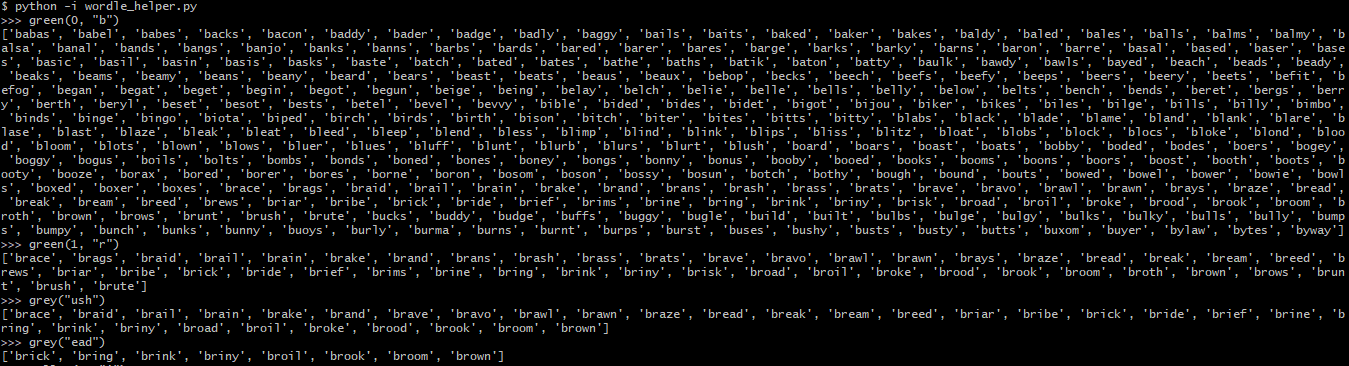 $ python -i wordle_helper.py
>>> green(0, "b")
['babas', 'babel', 'babes', 'backs', 'bacon', 'baddy', 'bader', 'badge', 'badly', 'baggy', 'bails', 'baits', 'baked', 'baker', 'bakes', 'baldy', 'baled', 'bales', 'balls', 'balms', 'balmy', 'b
alsa', 'banal', 'bands', 'bangs', 'banjo', 'banks', 'banns', 'barbs', 'bards', 'bared', 'barer', 'bares', 'barge', 'barks', 'barky', 'barns', 'baron', 'barre', 'basal', 'based', 'baser', 'base
s', 'basic', 'basil', 'basin', 'basis', 'basks', 'baste', 'batch', 'bated', 'bates', 'bathe', 'baths', 'batik', 'baton', 'batty', 'baulk', 'bawdy', 'bawls', 'bayed', 'beach', 'beads', 'beady',
 'beaks', 'beams', 'beamy', 'beans', 'beany', 'beard', 'bears', 'beast', 'beats', 'beaus', 'beaux', 'bebop', 'becks', 'beech', 'beefs', 'beefy', 'beeps', 'beers', 'beery', 'beets', 'befit', 'b
efog', 'began', 'begat', 'beget', 'begin', 'begot', 'begun', 'beige', 'being', 'belay', 'belch', 'belie', 'belle', 'bells', 'belly', 'below', 'belts', 'bench', 'bends', 'beret', 'bergs', 'berr
y', 'berth', 'beryl', 'beset', 'besot', 'bests', 'betel', 'bevel', 'bevvy', 'bible', 'bided', 'bides', 'bidet', 'bigot', 'bijou', 'biker', 'bikes', 'biles', 'bilge', 'bills', 'billy', 'bimbo',
 'binds', 'binge', 'bingo', 'biota', 'biped', 'birch', 'birds', 'birth', 'bison', 'bitch', 'biter', 'bites', 'bitts', 'bitty', 'blabs', 'black', 'blade', 'blame', 'bland', 'blank', 'blare', 'b
lase', 'blast', 'blaze', 'bleak', 'bleat', 'bleed', 'bleep', 'blend', 'bless', 'blimp', 'blind', 'blink', 'blips', 'bliss', 'blitz', 'bloat', 'blobs', 'block', 'blocs', 'bloke', 'blond', 'bloo
d', 'bloom', 'blots', 'blown', 'blows', 'bluer', 'blues', 'bluff', 'blunt', 'blurb', 'blurs', 'blurt', 'blush', 'board', 'boars', 'boast', 'boats', 'bobby', 'boded', 'bodes', 'boers', 'bogey',
 'boggy', 'bogus', 'boils', 'bolts', 'bombs', 'bonds', 'boned', 'bones', 'boney', 'bongs', 'bonny', 'bonus', 'booby', 'booed', 'books', 'booms', 'boons', 'boors', 'boost', 'booth', 'boots', 'b
ooty', 'booze', 'borax', 'bored', 'borer', 'bores', 'borne', 'boron', 'bosom', 'boson', 'bossy', 'bosun', 'botch', 'bothy', 'bough', 'bound', 'bouts', 'bowed', 'bowel', 'bower', 'bowie', 'bowl
s', 'boxed', 'boxer', 'boxes', 'brace', 'brags', 'braid', 'brail', 'brain', 'brake', 'brand', 'brans', 'brash', 'brass', 'brats', 'brave', 'bravo', 'brawl', 'brawn', 'brays', 'braze', 'bread',
 'break', 'bream', 'breed', 'brews', 'briar', 'bribe', 'brick', 'bride', 'brief', 'brims', 'brine', 'bring', 'brink', 'briny', 'brisk', 'broad', 'broil', 'broke', 'brood', 'brook', 'broom', 'b
roth', 'brown', 'brows', 'brunt', 'brush', 'brute', 'bucks', 'buddy', 'budge', 'buffs', 'buggy', 'bugle', 'build', 'built', 'bulbs', 'bulge', 'bulgy', 'bulks', 'bulky', 'bulls', 'bully', 'bump
s', 'bumpy', 'bunch', 'bunks', 'bunny', 'buoys', 'burly', 'burma', 'burns', 'burnt', 'burps', 'burst', 'buses', 'bushy', 'busts', 'busty', 'butts', 'buxom', 'buyer', 'bylaw', 'bytes', 'byway']
>>> green(1, "r")
['brace', 'brags', 'braid', 'brail', 'brain', 'brake', 'brand', 'brans', 'brash', 'brass', 'brats', 'brave', 'bravo', 'brawl', 'brawn', 'brays', 'braze', 'bread', 'break', 'bream', 'breed', 'b
rews', 'briar', 'bribe', 'brick', 'bride', 'brief', 'brims', 'brine', 'bring', 'brink', 'briny', 'brisk', 'broad', 'broil', 'broke', 'brood', 'brook', 'broom', 'broth', 'brown', 'brows', 'brun
t', 'brush', 'brute']
>>> grey("ush")
['brace', 'braid', 'brail', 'brain', 'brake', 'brand', 'brave', 'bravo', 'brawl', 'brawn', 'braze', 'bread', 'break', 'bream', 'breed', 'briar', 'bribe', 'brick', 'bride', 'brief', 'brine', 'b
ring', 'brink', 'briny', 'broad', 'broil', 'broke', 'brood', 'brook', 'broom', 'brown']
>>> grey("ead")
['brick', 'bring', 'brink', 'briny', 'broil', 'brook', 'broom', 'brown']